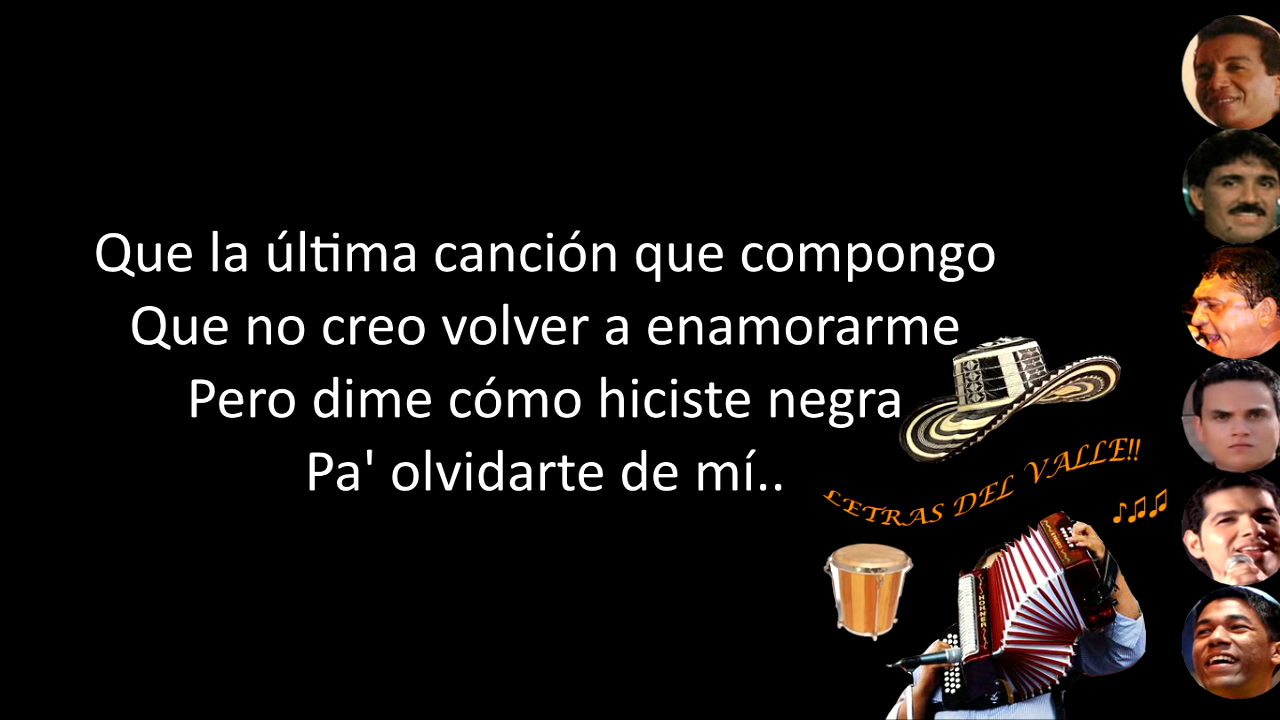 Que la última canción que compongo
Que no creo volver a enamorarme
Pero dime cómo hiciste negra
Pa' olvidarte de mí..
LETRAS DEL VALLE!!
HOHNER